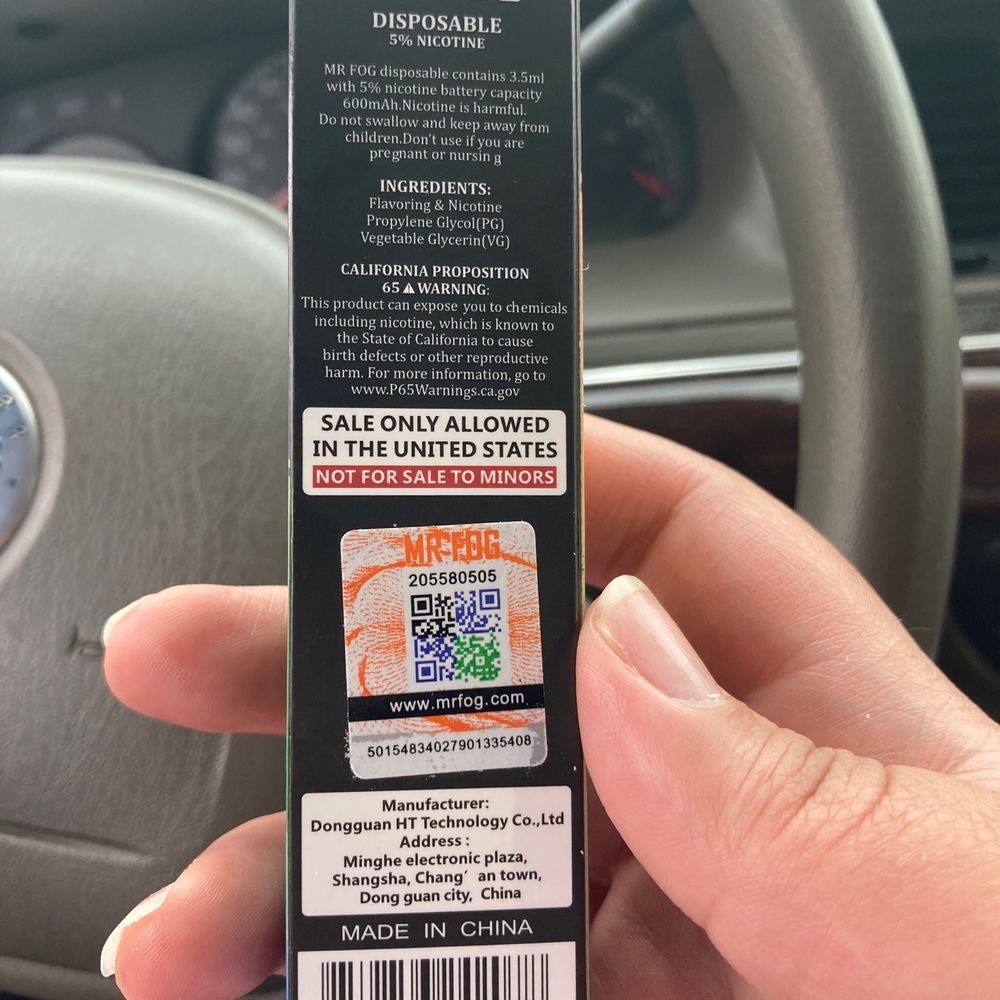 DISPOSABLE
5% NICOTINE
MR FOG disposable contains 3.5ml
with 5% nicotine battery capacity
600mAh.Nicotine is harmful.
Do not swallow and keep away from
children.Don't use if you are
pregnant or nursin g
INGREDIENTS:
Flavoring & Nicotine
Propylene Glycol(PG)
Vegetable Glycerin(VG)
CALIFORNIA PROPOSITION
65⚠WARNING:
This product can expose you to chemicals
including nicotine, which is known to
the State of California to cause
birth defects or other reproductive
harm. For more information, go to
www.P65Warnings.ca.gov
SALE ONLY ALLOWED
IN THE UNITED STATES
NOT FOR SALE TO MINORS
MR FOG
205580505
www.mrfog.com
50154834027901335408
Manufacturer:
Dongguan HT Technology Co.,Ltd
Address :
Minghe electronic plaza,
Shangsha, Chang' an town,
Dong guan city, China
MADE IN CHINA